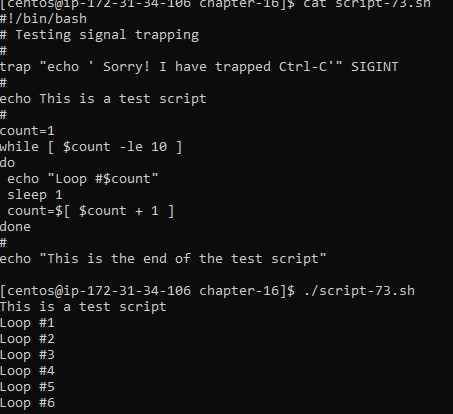 [centos@ip-172-31-34-106 chapter-16]$ cat script-73.sh
#!/bin/bash
# Testing signal trapping
#
trap "echo ' Sorry! I have trapped Ctrl-C'" SIGINT
#
echo This is a test script
#
count=1
while [ $count -le 10 ]
do
 echo "Loop #$count"
 sleep 1
 count=$[ $count + 1 ]
done
#
echo "This is the end of the test script"

[centos@ip-172-31-34-106 chapter-16]$ ./script-73.sh
This is a test script
Loop #1
Loop #2
Loop #3
Loop #4
Loop #5
Loop #6